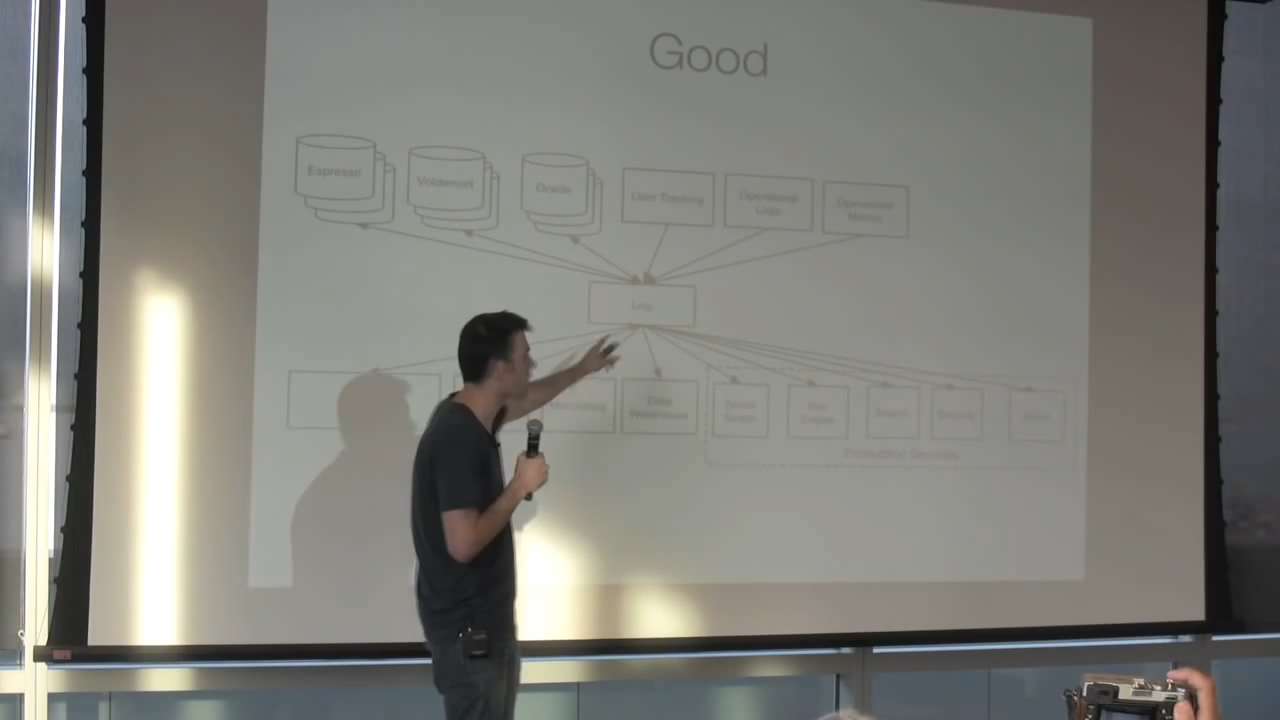 Good
Espresso
Voldemort
Oracle
User Tracking
Operational
Logs
Operational
Metrics
Log
Data
Warehouse
Social
Graph
Rec.
Engine
Search
Security
Production Services